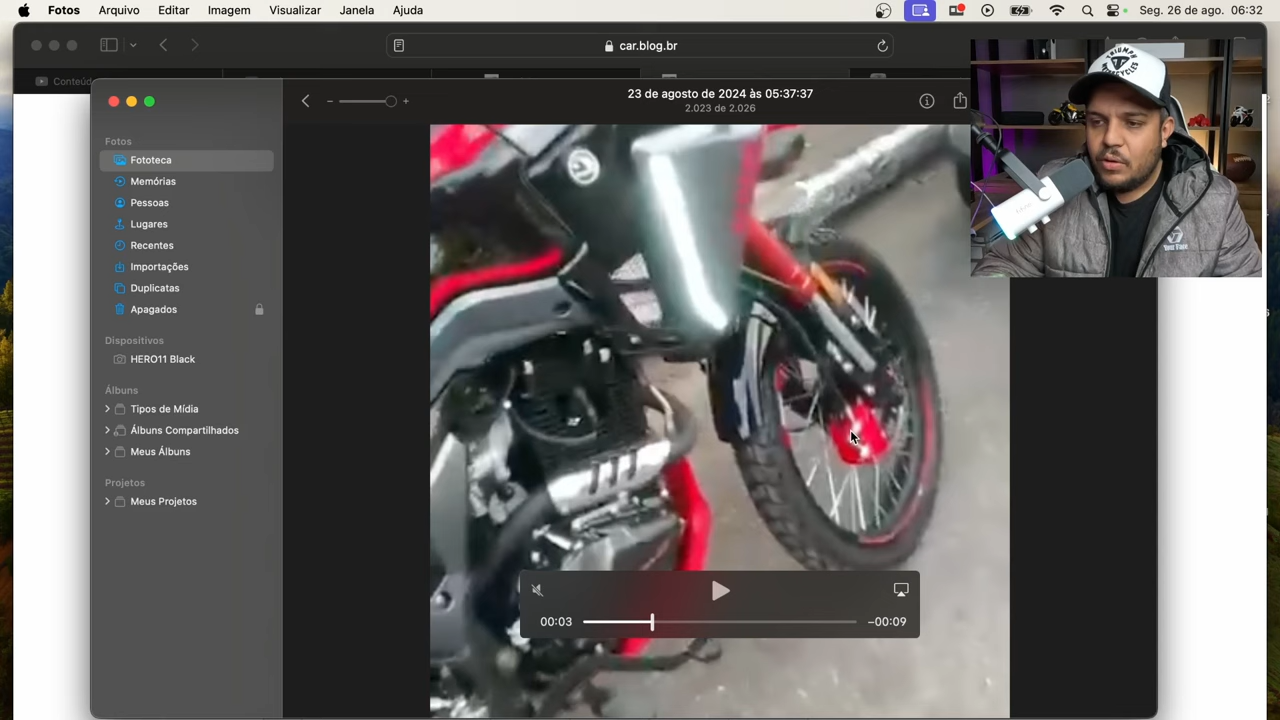 Fotos Arquivo Editar Imagem Visualizar Janela Ajuda
Seg. 26 de ago. 06:32
car.blog.br
23 de agosto de 2024 às 05:37:37
2.023 de 2.026
Fotos
Fototeca
Memórias
Pessoas
Lugares
Recentes
Importações
Duplicatas
Apagados
Dispositivos
HERO11 Black
Álbuns
Tipos de Mídia
Álbuns Compartilhados
Meus Álbuns
Projetos
Meus Projetos
00:03
−00:09
TRIUMPH
MOTORCYCLES